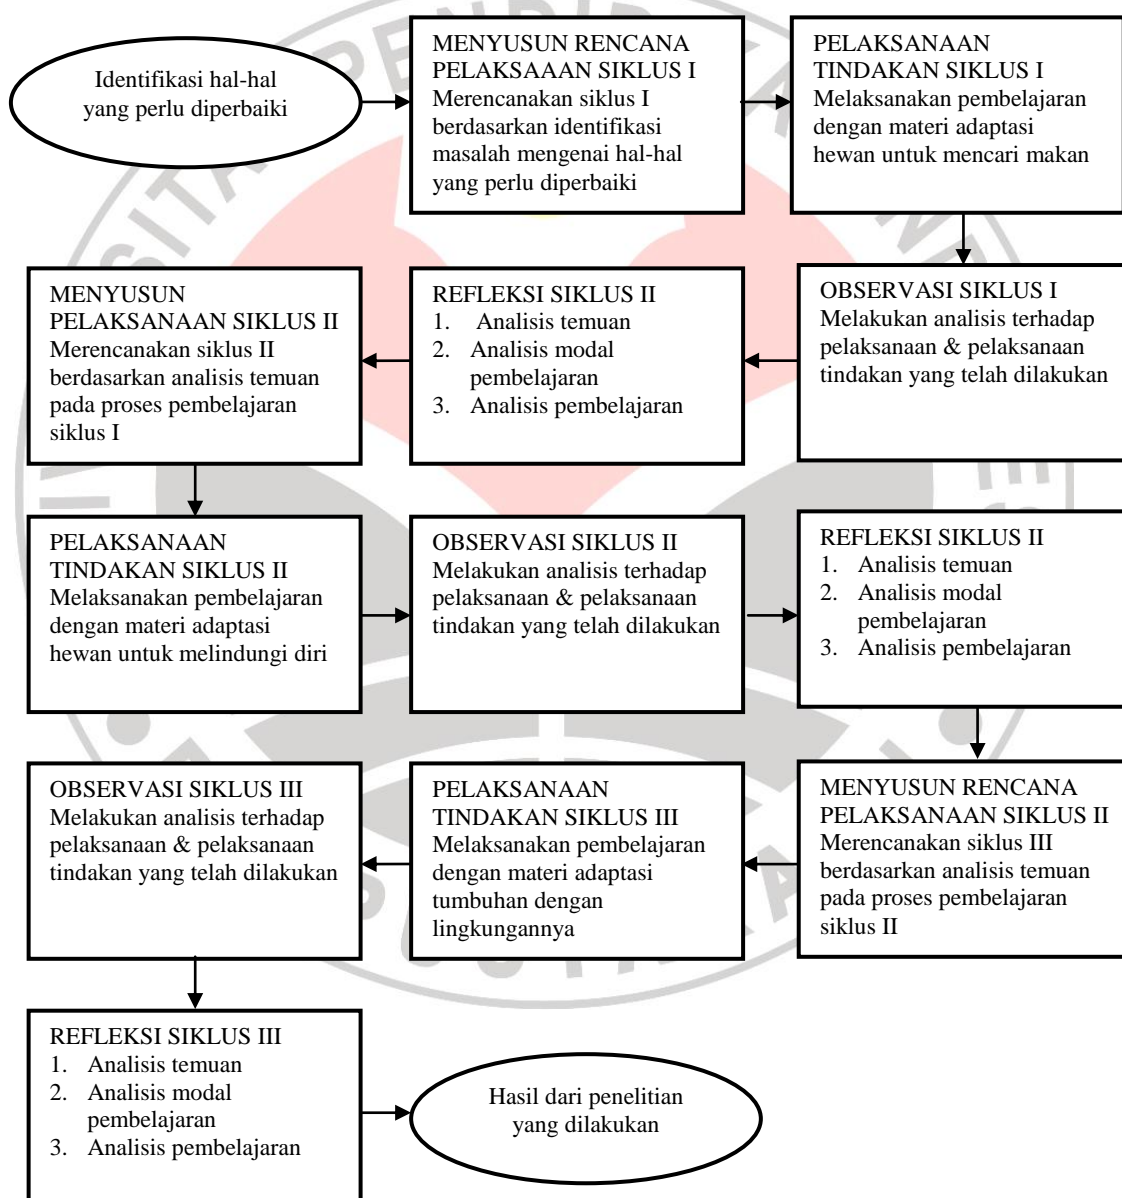 Identifikasi hal-hal
yang perlu diperbaiki
MENYUSUN RENCANA
PELAKSAAAN SIKLUS I
Merencanakan siklus I
berdasarkan identifikasi
masalah mengenai hal-hal
yang perlu diperbaiki
PELAKSANAAN
TINDAKAN SIKLUS I
Melaksanakan pembelajaran
dengan materi adaptasi
hewan untuk mencari makan
OBSERVASI SIKLUS I
Melakukan analisis terhadap
pelaksanaan & pelaksanaan
tindakan yang telah dilakukan
REFLEKSI SIKLUS II
1. Analisis temuan
2. Analisis modal
pembelajaran
3. Analisis pembelajaran
MENYUSUN
PELAKSANAAN SIKLUS II
Merencanakan siklus II
berdasarkan analisis temuan
pada proses pembelajaran
siklus I
PELAKSANAAN
TINDAKAN SIKLUS II
Melaksanakan pembelajaran
dengan materi adaptasi
hewan untuk melindungi diri
OBSERVASI SIKLUS II
Melakukan analisis terhadap
pelaksanaan & pelaksanaan
tindakan yang telah dilakukan
REFLEKSI SIKLUS II
1. Analisis temuan
2. Analisis modal
pembelajaran
3. Analisis pembelajaran
MENYUSUN RENCANA
PELAKSANAAN SIKLUS II
Merencanakan siklus III
berdasarkan analisis temuan
pada proses pembelajaran
siklus II
PELAKSANAAN
TINDAKAN SIKLUS III
Melaksanakan pembelajaran
dengan materi adaptasi
tumbuhan dengan
lingkungannya
OBSERVASI SIKLUS III
Melakukan analisis terhadap
pelaksanaan & pelaksanaan
tindakan yang telah dilakukan
REFLEKSI SIKLUS III
1. Analisis temuan
2. Analisis modal
pembelajaran
3. Analisis pembelajaran
Hasil dari penelitian
yang dilakukan